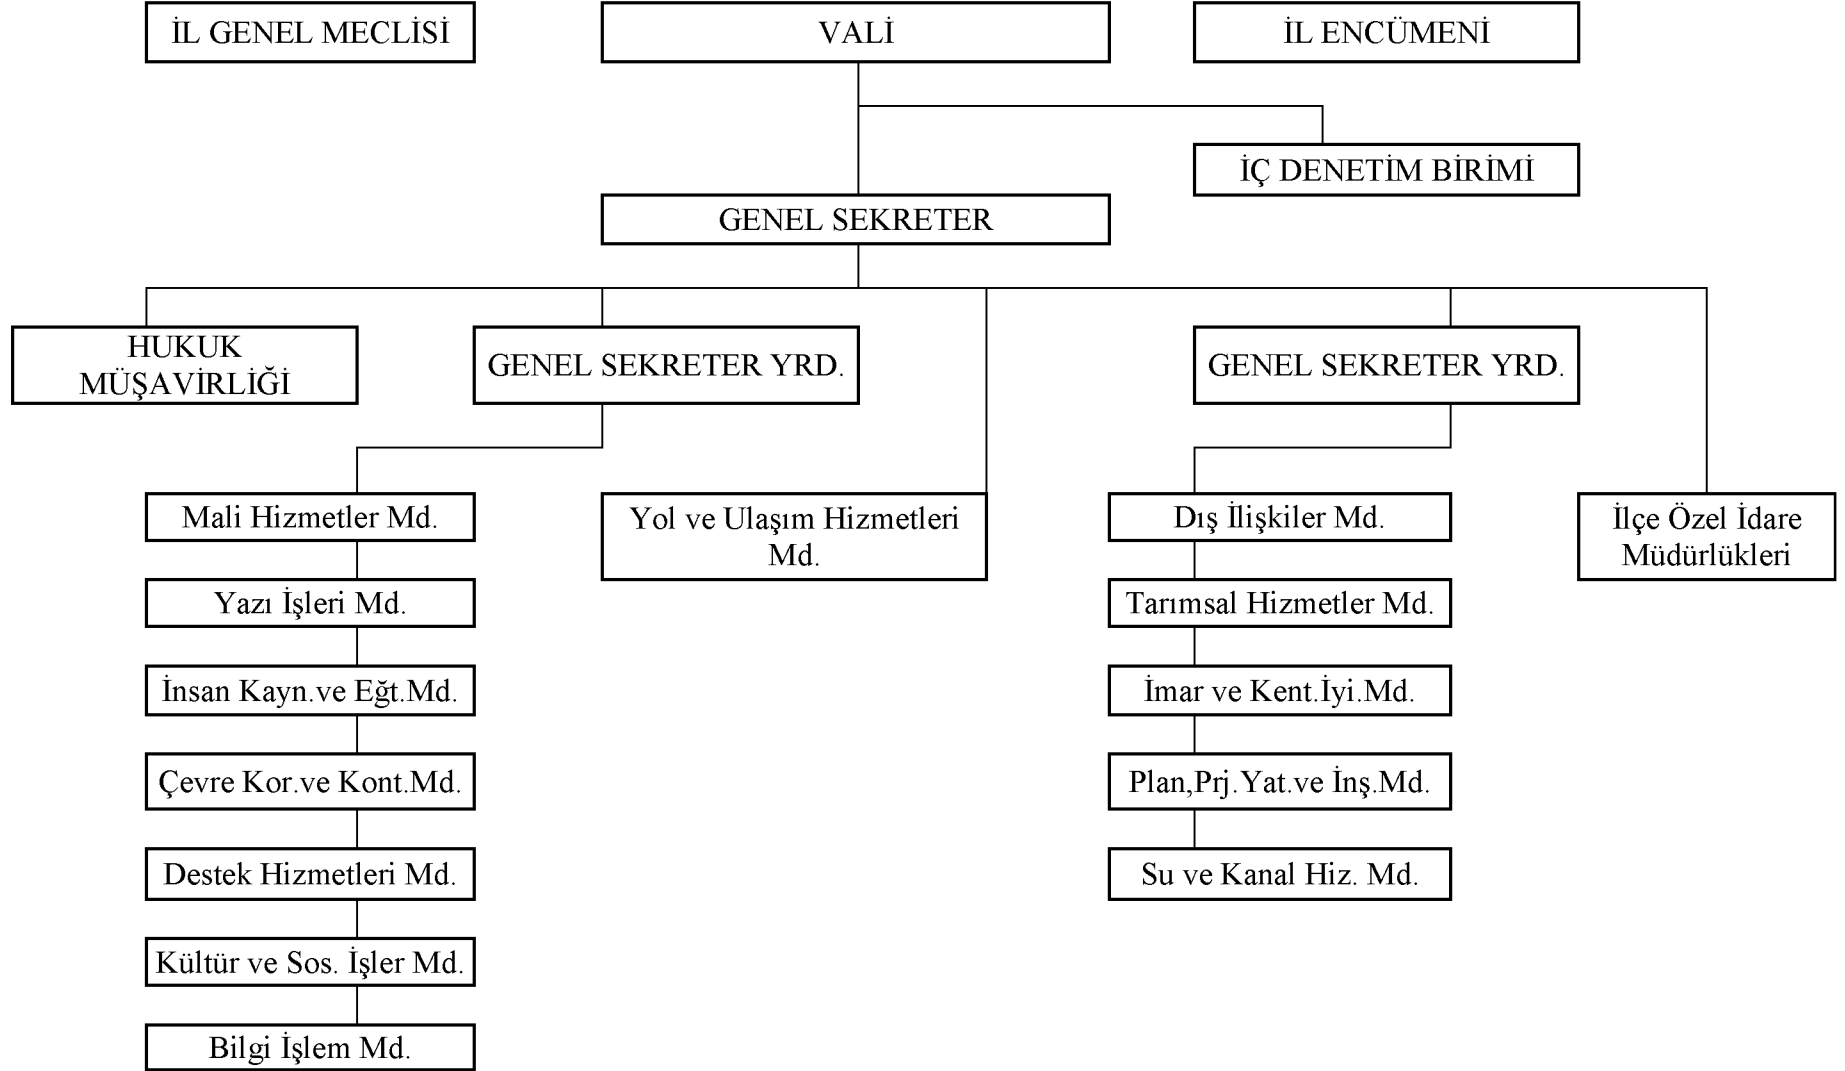 İL GENEL MECLİSİ
VALİ
İL ENCÜMENİ
İÇ DENETİM BİRİMİ
GENEL SEKRETER
HUKUK
MÜŞAVİRLİĞİ
GENEL SEKRETER YRD.
GENEL SEKRETER YRD.
Mali Hizmetler Md.
Yazı İşleri Md.
İnsan Kayn.ve Eğt.Md.
Çevre Kor.ve Kont.Md.
Destek Hizmetleri Md.
Kültür ve Sos. İşler Md.
Bilgi İşlem Md.
Yol ve Ulaşım Hizmetleri
Md.
Dış İlişkiler Md.
Tarımsal Hizmetler Md.
İmar ve Kent.İyi.Md.
Plan,Prj.Yat.ve İnş.Md.
Su ve Kanal Hiz. Md.
İlçe Özel İdare
Müdürlükleri